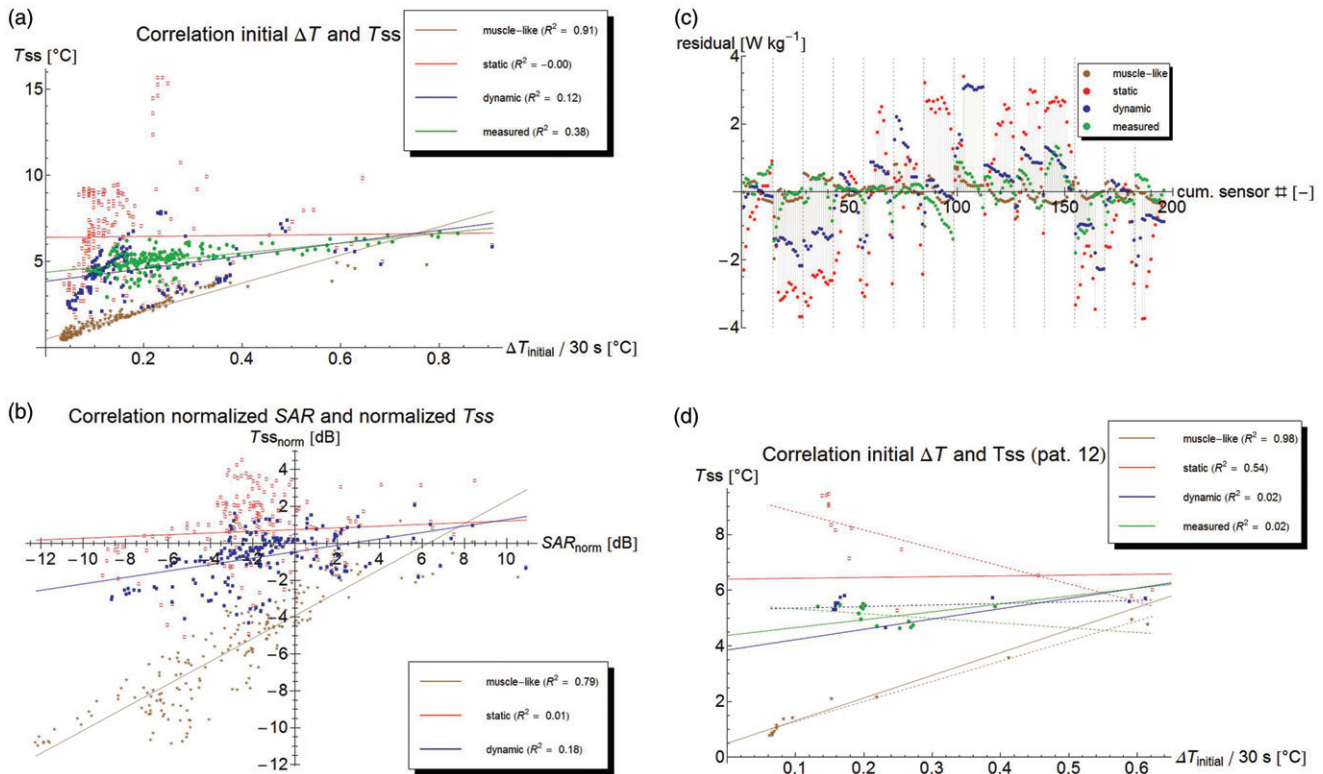 (a)
Correlation initial ΔT and Tss
Tss [°C]
muscle-like (R² = 0.91)
static (R² = -0.00)
dynamic (R² = 0.12)
measured (R² = 0.38)
15
10
5
0.2
0.4
0.6
0.8
ΔTinitial / 30 s [°C]
(c)
residual [W kg⁻¹]
muscle-like
static
dynamic
measured
4
2
-2
-4
50
100
150
200
cum. sensor # [-]
(b)
Correlation normalized SAR and normalized Tss
Tssnorm [dB]
4
2
-2
-4
-6
-8
-10
-12
-12
-10
-8
-6
-4
-2
2
4
6
8
10
SARnorm [dB]
muscle-like (R² = 0.79)
static (R² = 0.01)
dynamic (R² = 0.18)
(d)
Correlation initial ΔT and Tss (pat. 12)
Tss [°C]
muscle-like (R² = 0.98)
static (R² = 0.54)
dynamic (R² = 0.02)
measured (R² = 0.02)
8
6
4
2
0
0.1
0.2
0.3
0.4
0.5
0.6
ΔTinitial / 30 s [°C]